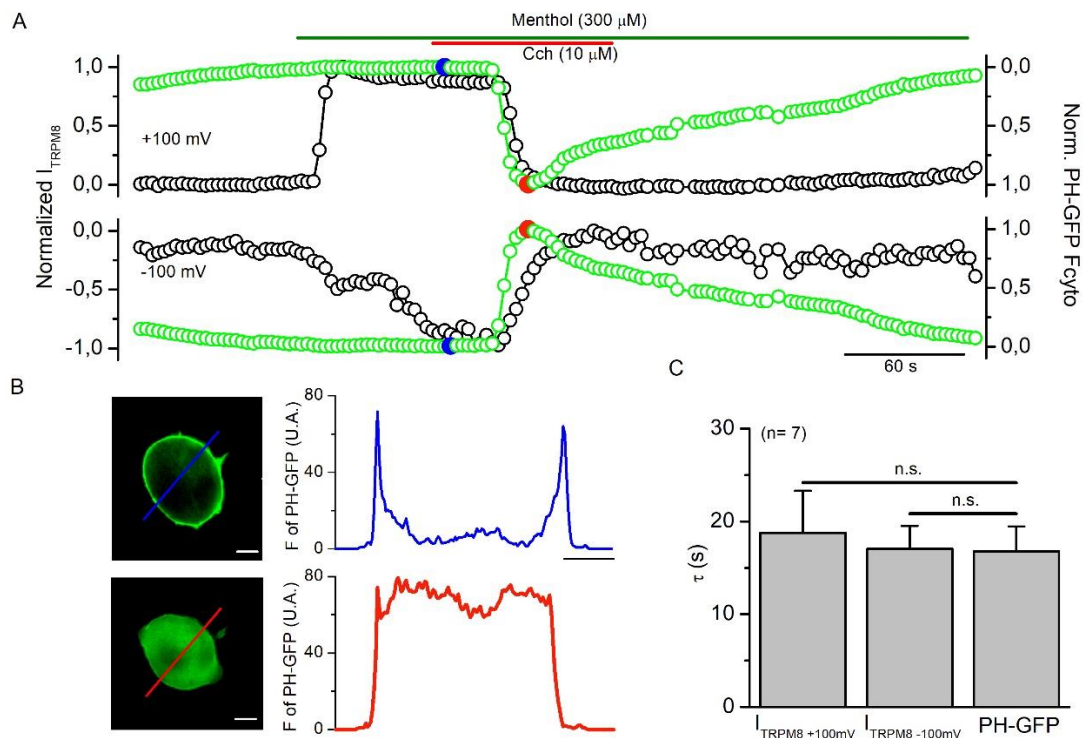 A
Menthol (300 µM)
Cch (10 µM)
Normalized I TRPM8
1,0
0,5
0,0
+100 mV
0,0
0,5
1,0
Norm. PH-GFP Fcyto
0,0
-0,5
-1,0
-100 mV
1,0
0,5
0,0
60 s
B
F of PH-GFP (U.A.)
80
40
0
F of PH-GFP (U.A.)
80
40
0
C
(n= 7)
n.s.
n.s.
τ (s)
30
20
10
0
I TRPM8 +100mV
I TRPM8 -100mV
PH-GFP